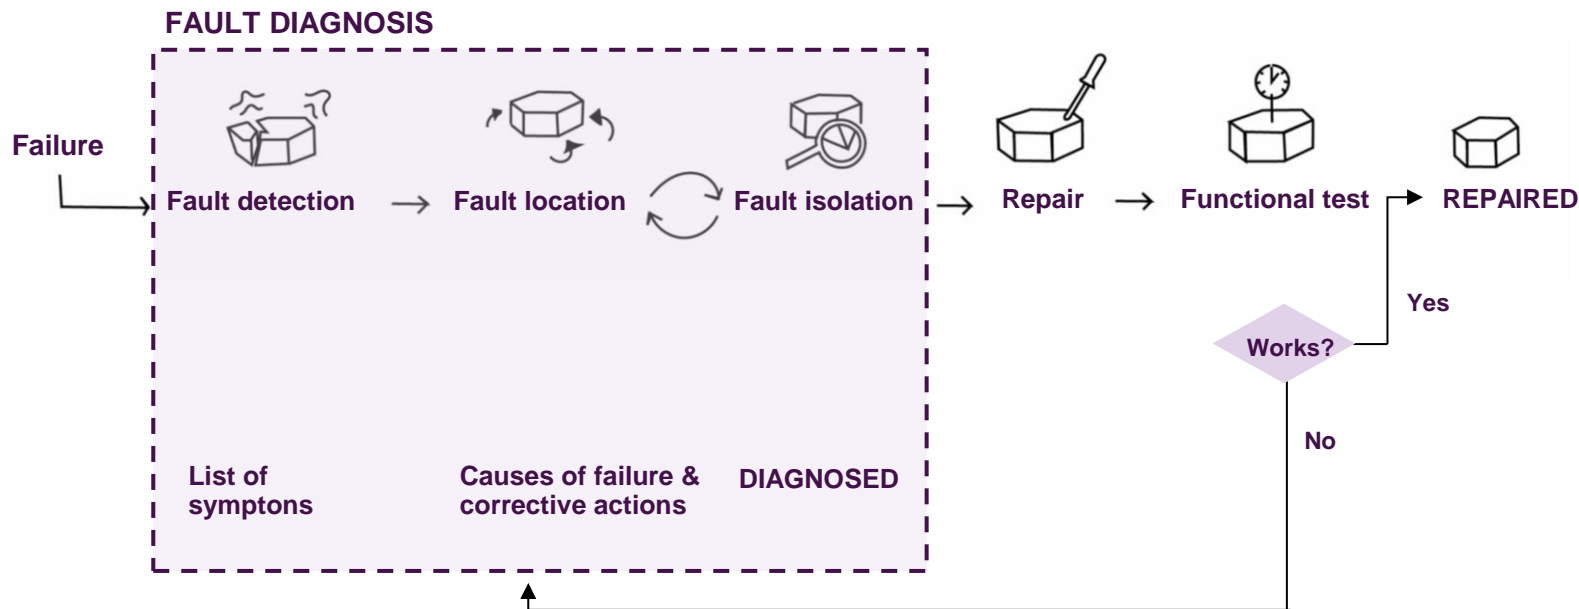 FAULT DIAGNOSIS
Failure
Fault detection
Fault location
Fault isolation
Repair
Functional test
REPAIRED
Yes
Works?
No
List of
symptons
Causes of failure &
corrective actions
DIAGNOSED